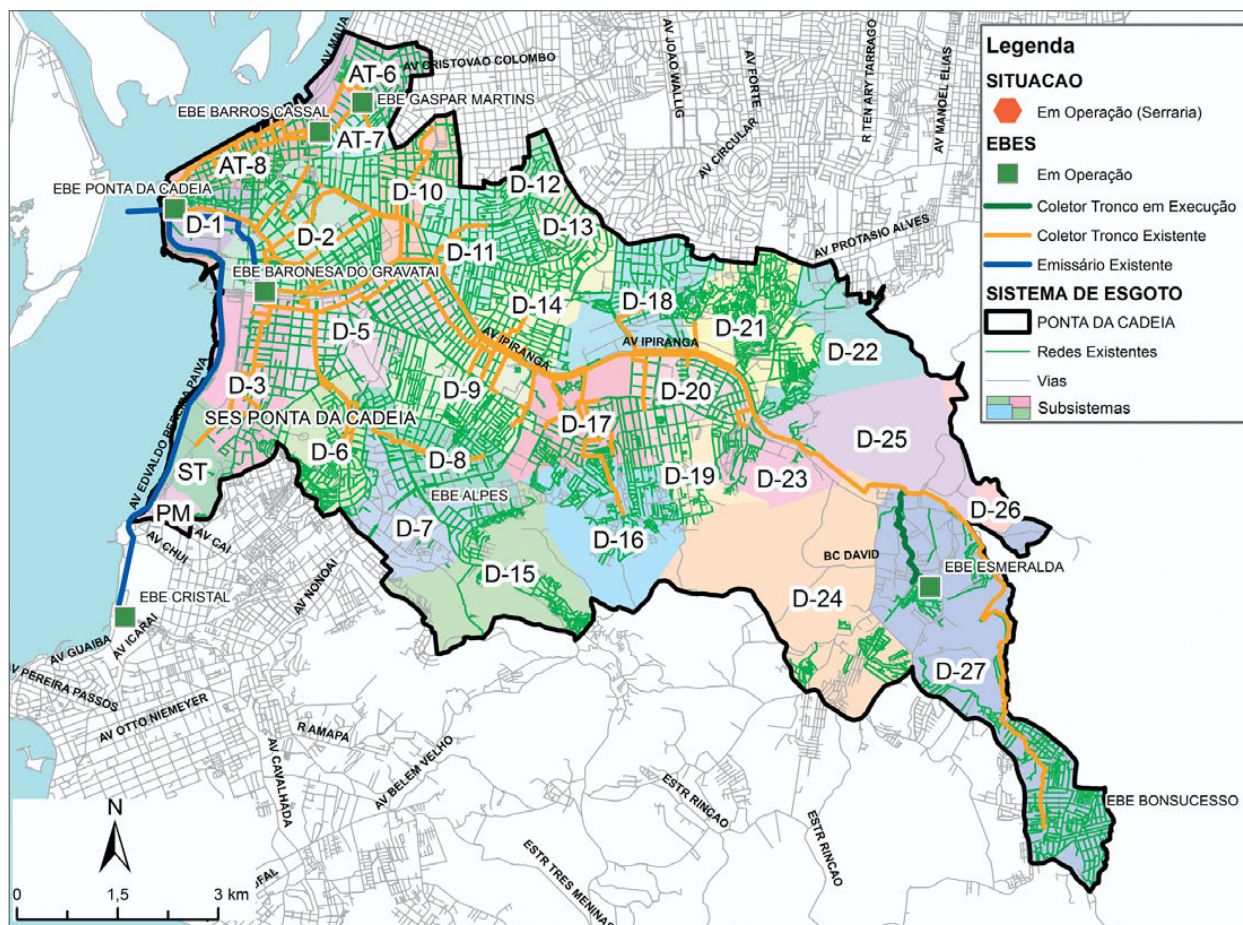 AV MAUA
AV CRISTOVAO COLOMBO
AT-6
EBE GASPAR MARTINS
EBE BARROS CASSAL
AT-7
AT-8
EBE PONTA DA CADEIA
D-1
D-2
D-10
D-11
D-12
D-13
AV JOAO WALLIG
AV FORTE
AV CIRCULAR
R TEN ARY TARRAGO
AV MANOEL ELIAS
AV PROTASIO ALVES
EBE BARONESA DO GRAVATAI
D-5
D-14
D-18
D-21
AV IPIRANGA
AV IPIRANGA
D-22
D-3
D-9
D-20
SES PONTA DA CADEIA
D-17
D-25
AV EDVALDO PEREIRA PAIVA
D-6
D-8
D-19
D-23
ST
EBE ALPES
D-26
PM
D-7
D-16
AV CAI
AV CHUI
AV NONOAI
BC DAVID
EBE ESMERALDA
D-15
D-24
EBE CRISTAL
AV ICARAI
AV GUAIBA
D-27
AV OTTO NIEMEYER
R AMAPA
AV CAVALHADA
AV BELEM VELHO
ESTR RINCAO
ESTR RINCAO
ESTR TRES MENINAS
EBE BONSUCESSO
N
0 1,5 3 km
Legenda
SITUACAO
Em Operação (Serraria)
EBES
Em Operação
Coletor Tronco em Execução
Coletor Tronco Existente
Emissário Existente
SISTEMA DE ESGOTO
PONTA DA CADEIA
Redes Existentes
Vias
Subsistemas